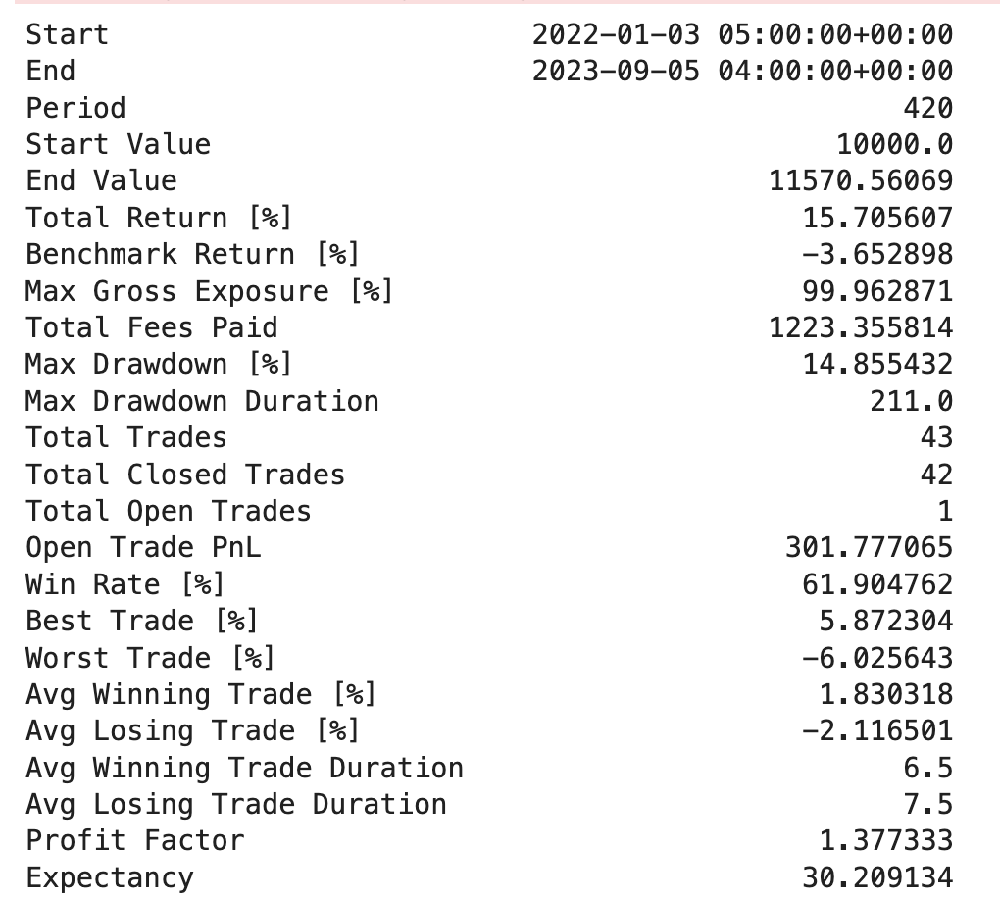 Start 2022-01-03 05:00:00+00:00
End 2023-09-05 04:00:00+00:00
Period 420
Start Value 10000.0
End Value 11570.56069
Total Return [%] 15.705607
Benchmark Return [%] -3.652898
Max Gross Exposure [%] 99.962871
Total Fees Paid 1223.355814
Max Drawdown [%] 14.855432
Max Drawdown Duration 211.0
Total Trades 43
Total Closed Trades 42
Total Open Trades 1
Open Trade PnL 301.777065
Win Rate [%] 61.904762
Best Trade [%] 5.872304
Worst Trade [%] -6.025643
Avg Winning Trade [%] 1.830318
Avg Losing Trade [%] -2.116501
Avg Winning Trade Duration 6.5
Avg Losing Trade Duration 7.5
Profit Factor 1.377333
Expectancy 30.209134